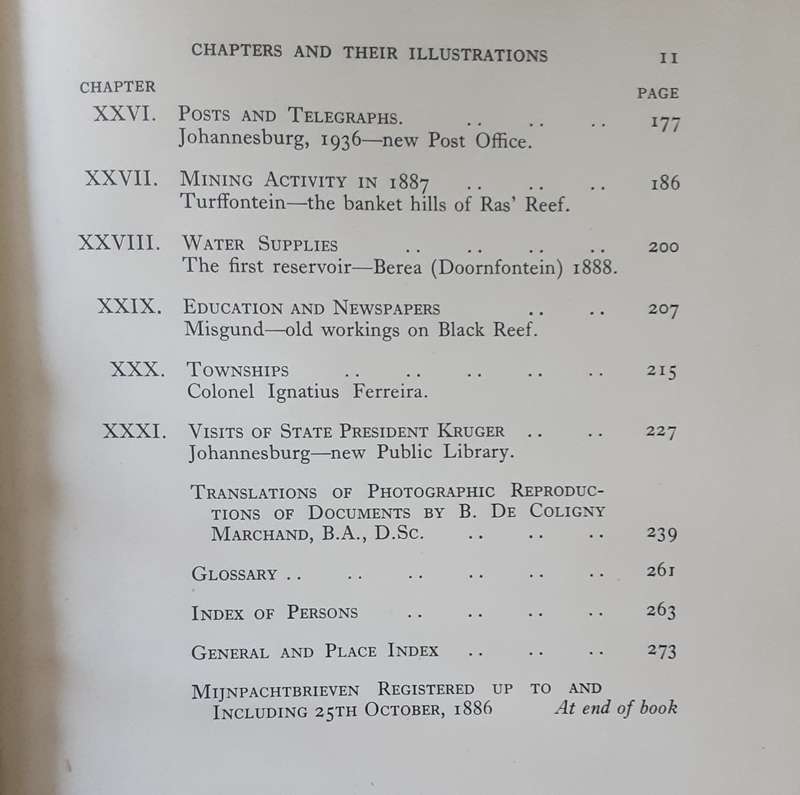 CHAPTERS AND THEIR ILLUSTRATIONS 11
CHAPTER PAGE
XXVI. POSTS AND TELEGRAPHS. .. .. .. 177
Johannesburg, 1936—new Post Office.
XXVII. MINING ACTIVITY IN 1887 .. .. .. 186
Turffontein—the banket hills of Ras' Reef.
XXVIII. WATER SUPPLIES .. .. .. .. 200
The first reservoir—Berea (Doornfontein) 1888.
XXIX. EDUCATION AND NEWSPAPERS .. .. 207
Misgund—old workings on Black Reef.
XXX. TOWNSHIPS .. .. .. .. .. 215
Colonel Ignatius Ferreira.
XXXI. VISITS OF STATE PRESIDENT KRUGER .. .. 227
Johannesburg—new Public Library.
TRANSLATIONS OF PHOTOGRAPHIC REPRODUC-
TIONS OF DOCUMENTS BY B. DE COLIGNY
MARCHAND, B.A., D.SC. .. .. .. 239
GLOSSARY .. .. .. .. .. .. 261
INDEX OF PERSONS .. .. .. .. 263
GENERAL AND PLACE INDEX .. .. .. 273
MIJNPACHTBRIEVEN REGISTERED UP TO AND
INCLUDING 25TH OCTOBER, 1886 At end of book